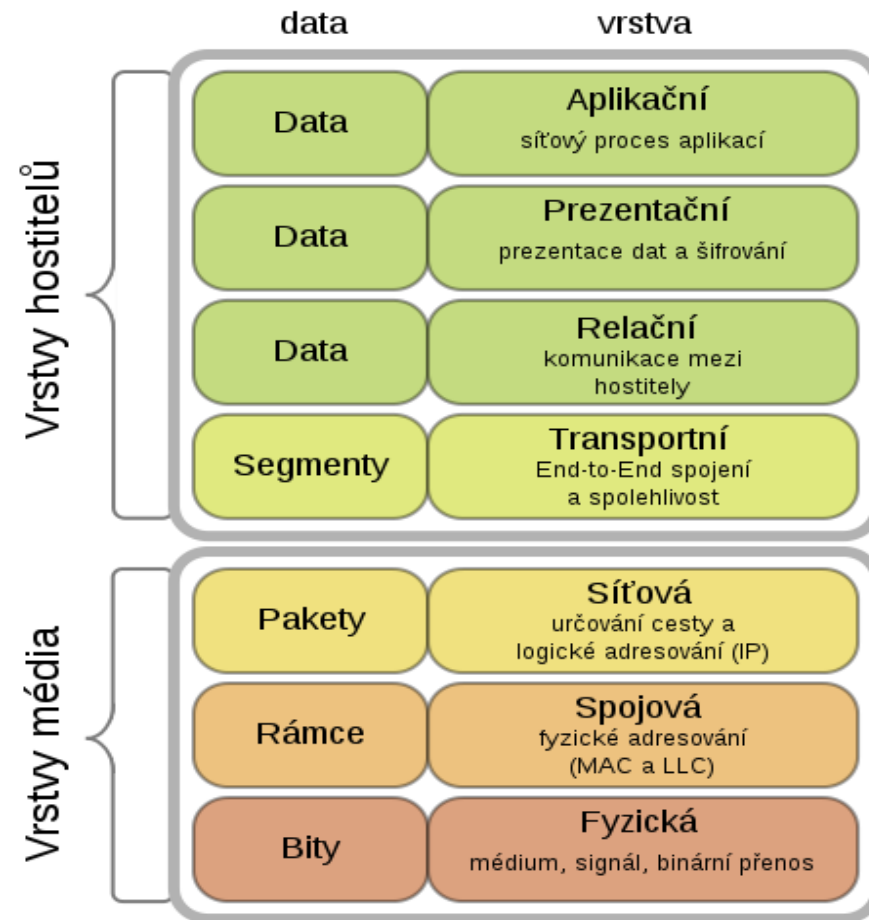 data vrstva
Vrstvy hostitelů
Data
Aplikační
síťový proces aplikací
Data
Prezentační
prezentace dat a šifrování
Data
Relační
komunikace mezi
hostitely
Segmenty
Transportní
End-to-End spojení
a spolehlivost
Vrstvy média
Pakety
Síťová
určování cesty a
logické adresování (IP)
Rámce
Spojová
fyzické adresování
(MAC a LLC)
Bity
Fyzická
médium, signál, binární přenos